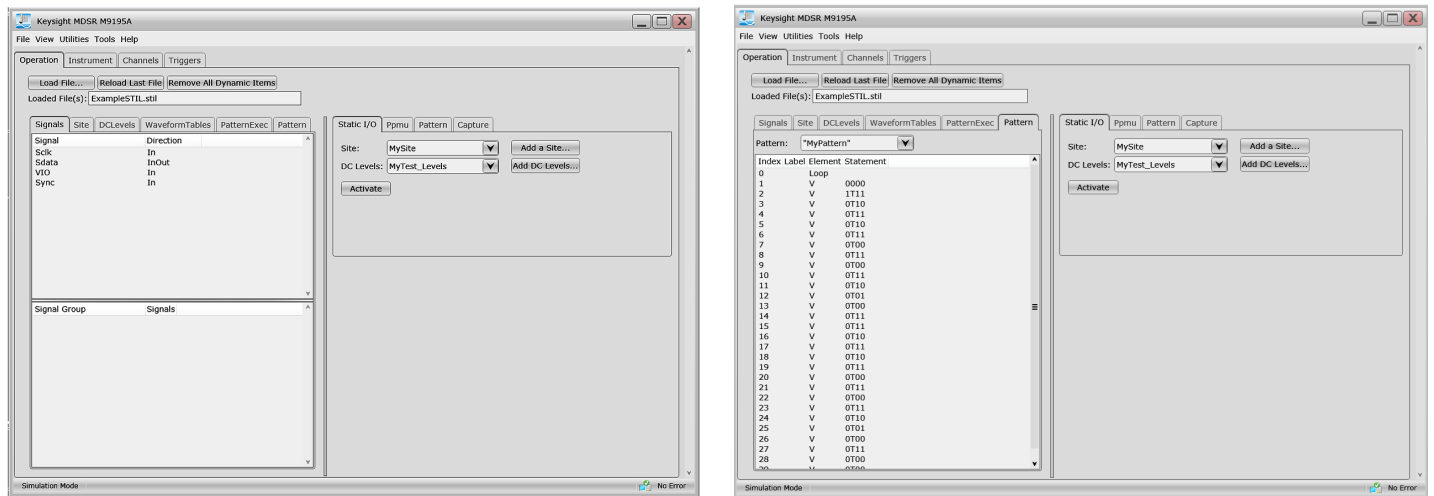 Keysight MDSR M9195A
File View Utilities Tools Help
Operation Instrument Channels Triggers
Load File... Reload Last File Remove All Dynamic Items
Loaded File(s): ExampleSTIL.stil
Signals Site DCLevels WaveformTables PatternExec Pattern
Signal Direction
Sclk In
Sdata InOut
VIO In
Sync In
Signal Group Signals
Static I/O Ppmu Pattern Capture
Site: MySite Add a Site...
DC Levels: MyTest_Levels Add DC Levels...
Activate
Simulation Mode No Error
Keysight MDSR M9195A
File View Utilities Tools Help
Operation Instrument Channels Triggers
Load File... Reload Last File Remove All Dynamic Items
Loaded File(s): ExampleSTIL.stil
Signals Site DCLevels WaveformTables PatternExec Pattern
Pattern: "MyPattern"
Index Label Element Statement
0 Loop
1 V 0000
2 V 1T11
3 V 0T10
4 V 0T11
5 V 0T10
6 V 0T11
7 V 0T00
8 V 0T11
9 V 0T00
10 V 0T11
11 V 0T10
12 V 0T01
13 V 0T00
14 V 0T11
15 V 0T11
16 V 0T10
17 V 0T11
18 V 0T10
19 V 0T11
20 V 0T00
21 V 0T11
22 V 0T00
23 V 0T11
24 V 0T10
25 V 0T01
26 V 0T00
27 V 0T11
28 V 0T00
29 V 0T00
Static I/O Ppmu Pattern Capture
Site: MySite Add a Site...
DC Levels: MyTest_Levels Add DC Levels...
Activate
Simulation Mode No Error